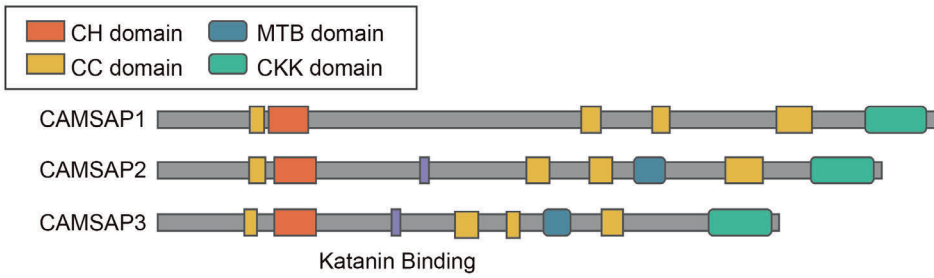 CH domain MTB domain
CC domain CKK domain
CAMSAP1
CAMSAP2
CAMSAP3
Katanin Binding